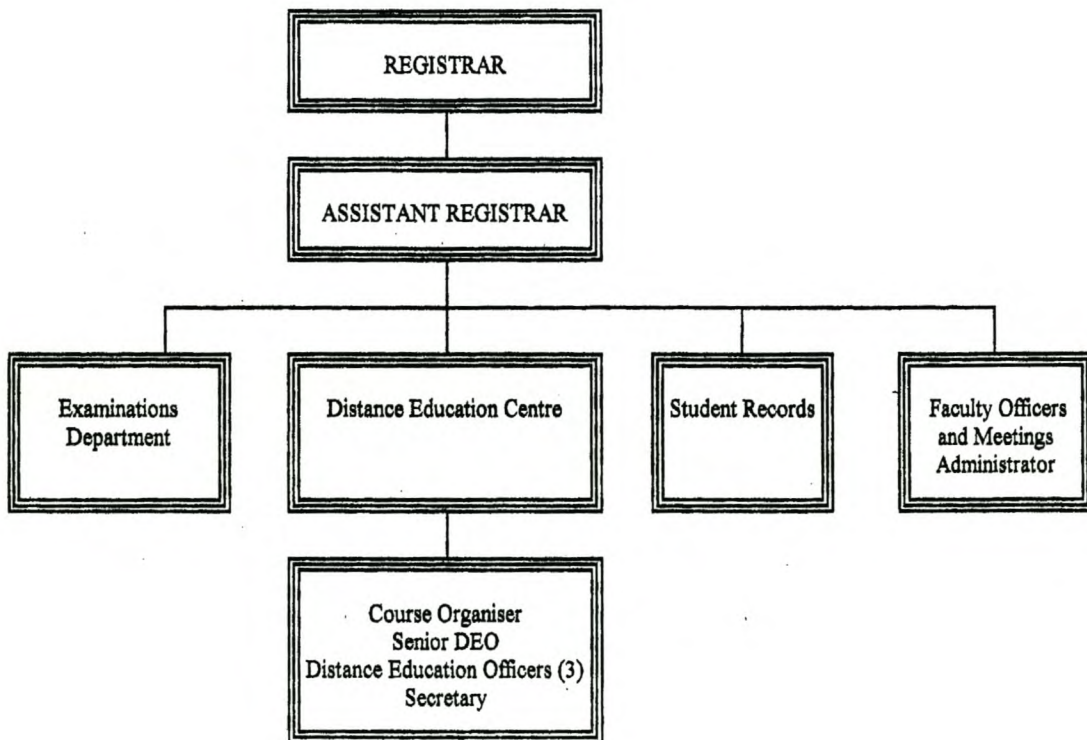 REGISTRAR
ASSISTANT REGISTRAR
Examinations
Department
Distance Education Centre
Student Records
Faculty Officers
and Meetings
Administrator
Course Organiser
Senior DEO
Distance Education Officers (3)
Secretary